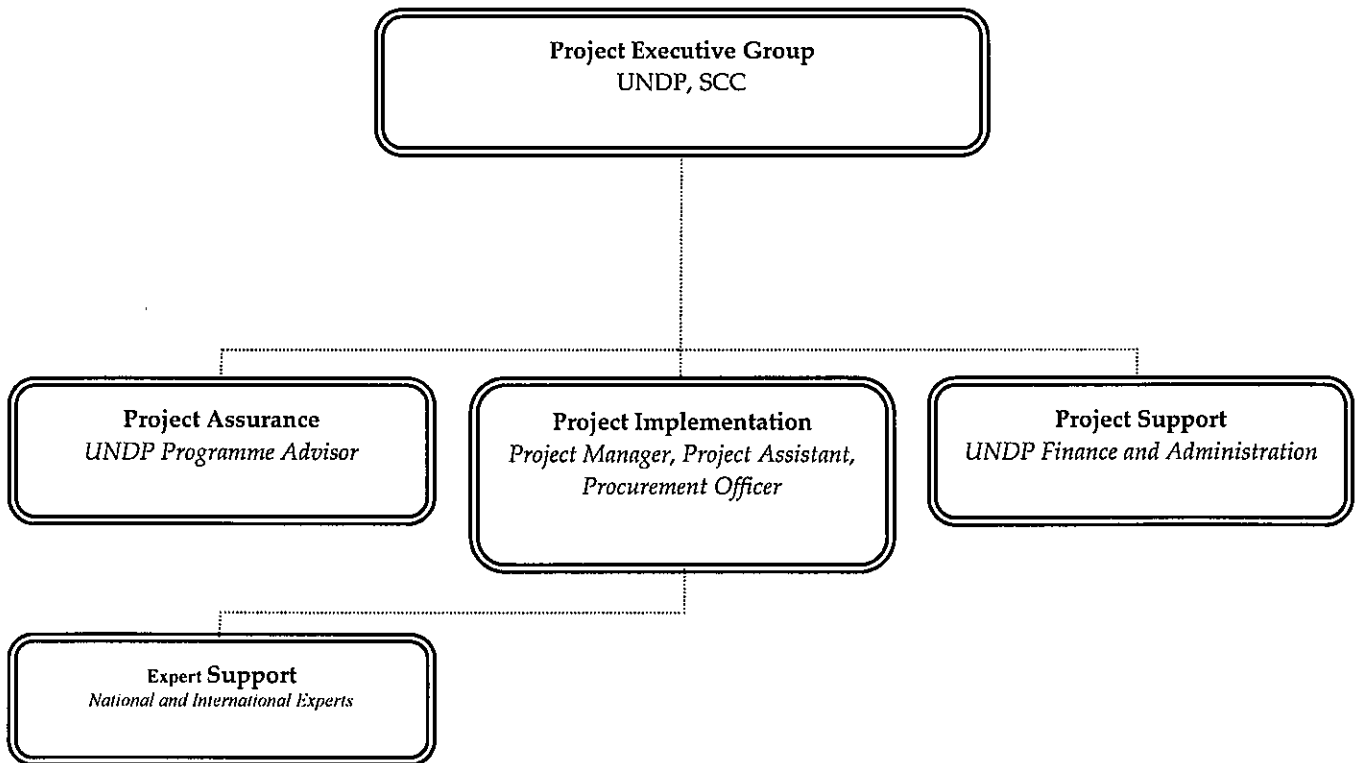 Project Executive Group
UNDP, SCC
Project Assurance
UNDP Programme Advisor
Project Implementation
Project Manager, Project Assistant,
Procurement Officer
Project Support
UNDP Finance and Administration
Expert Support
National and International Experts